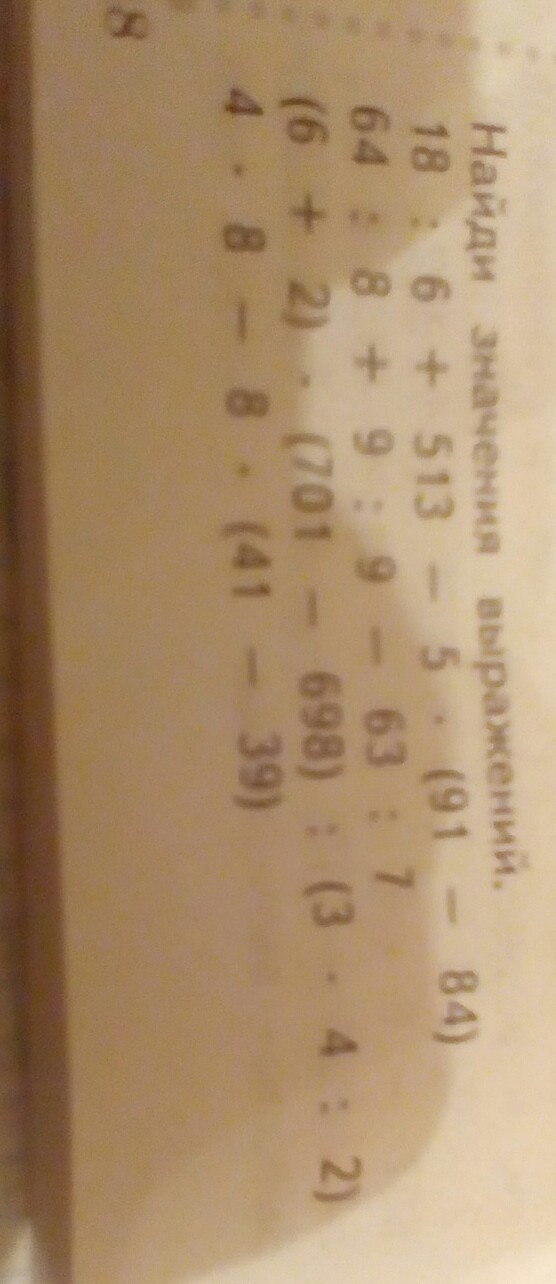 Найди значения выражений.
18 : 6 + 513 − 5 · (91 − 84)
64 : 8 + 9 : 9 − 63 : 7
(6 + 2) · (701 − 698) : (3 · 4 : 2)
4 · 8 − 8 · (41 − 39)
8